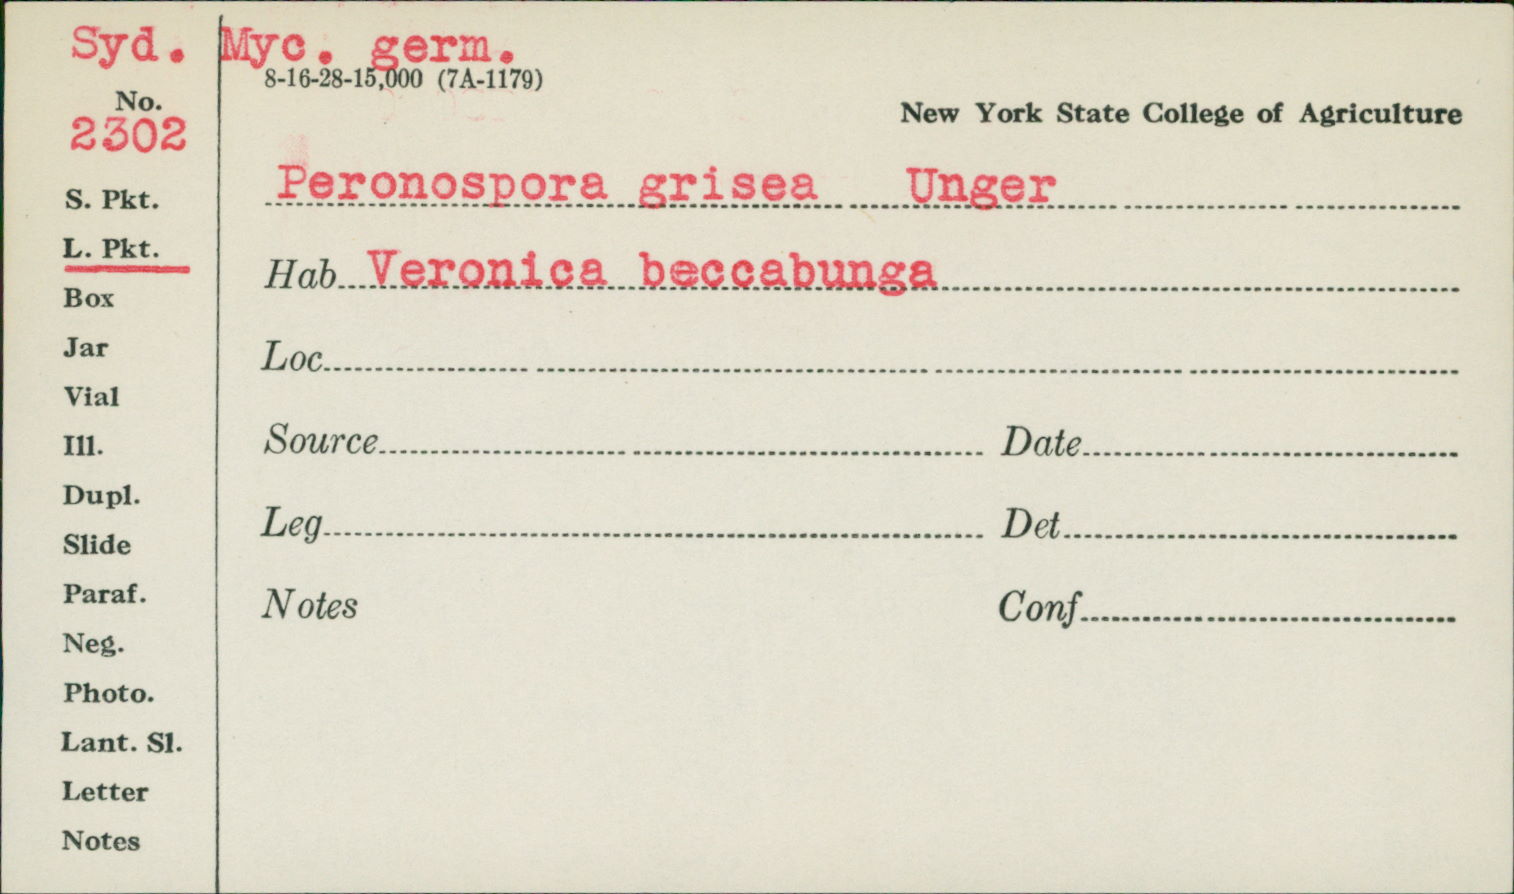 Syd. Myc. germ.
8-16-28-15,000 (7A-1179)
No.
2302
New York State College of Agriculture
Peronospora grisea Unger
S. Pkt.
L. Pkt.
Hab Veronica beccabunga
Box
Jar
Loc
Vial
Ill.
Source Date
Dupl.
Leg Det
Slide
Paraf.
Notes Conf
Neg.
Photo.
Lant. Sl.
Letter
Notes